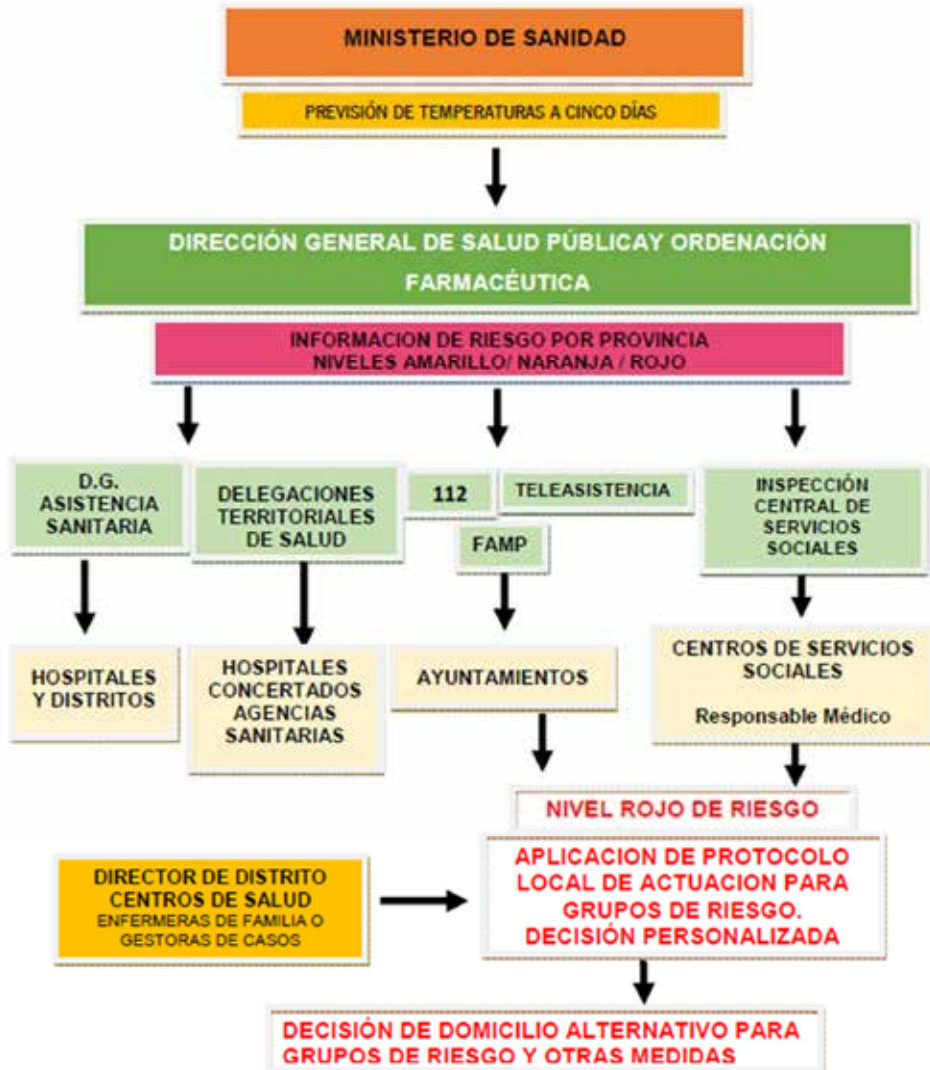 MINISTERIO DE SANIDAD
PREVISIÓN DE TEMPERATURAS A CINCO DÍAS
DIRECCIÓN GENERAL DE SALUD PÚBLICAY ORDENACIÓN
FARMACÉUTICA
INFORMACION DE RIESGO POR PROVINCIA
NIVELES AMARILLO/ NARANJA / ROJO
D.G.
ASISTENCIA
SANITARIA
DELEGACIONES
TERRITORIALES
DE SALUD
112
TELEASISTENCIA
FAMP
INSPECCIÓN
CENTRAL DE
SERVICIOS
SOCIALES
HOSPITALES
Y DISTRITOS
HOSPITALES
CONCERTADOS
AGENCIAS
SANITARIAS
AYUNTAMIENTOS
CENTROS DE SERVICIOS
SOCIALES
Responsable Médico
NIVEL ROJO DE RIESGO
DIRECTOR DE DISTRITO
CENTROS DE SALUD
ENFERMERAS DE FAMILIA O
GESTORAS DE CASOS
APLICACION DE PROTOCOLO
LOCAL DE ACTUACION PARA
GRUPOS DE RIESGO.
DECISIÓN PERSONALIZADA
DECISIÓN DE DOMICILIO ALTERNATIVO PARA
GRUPOS DE RIESGO Y OTRAS MEDIDAS